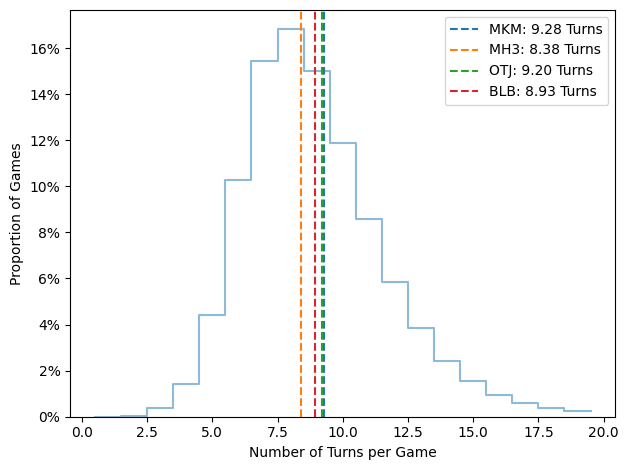 16%
14%
12%
10%
8%
6%
4%
2%
0%
Proportion of Games
MKM: 9.28 Turns
MH3: 8.38 Turns
OTJ: 9.20 Turns
BLB: 8.93 Turns
0.0 2.5 5.0 7.5 10.0 12.5 15.0 17.5 20.0
Number of Turns per Game